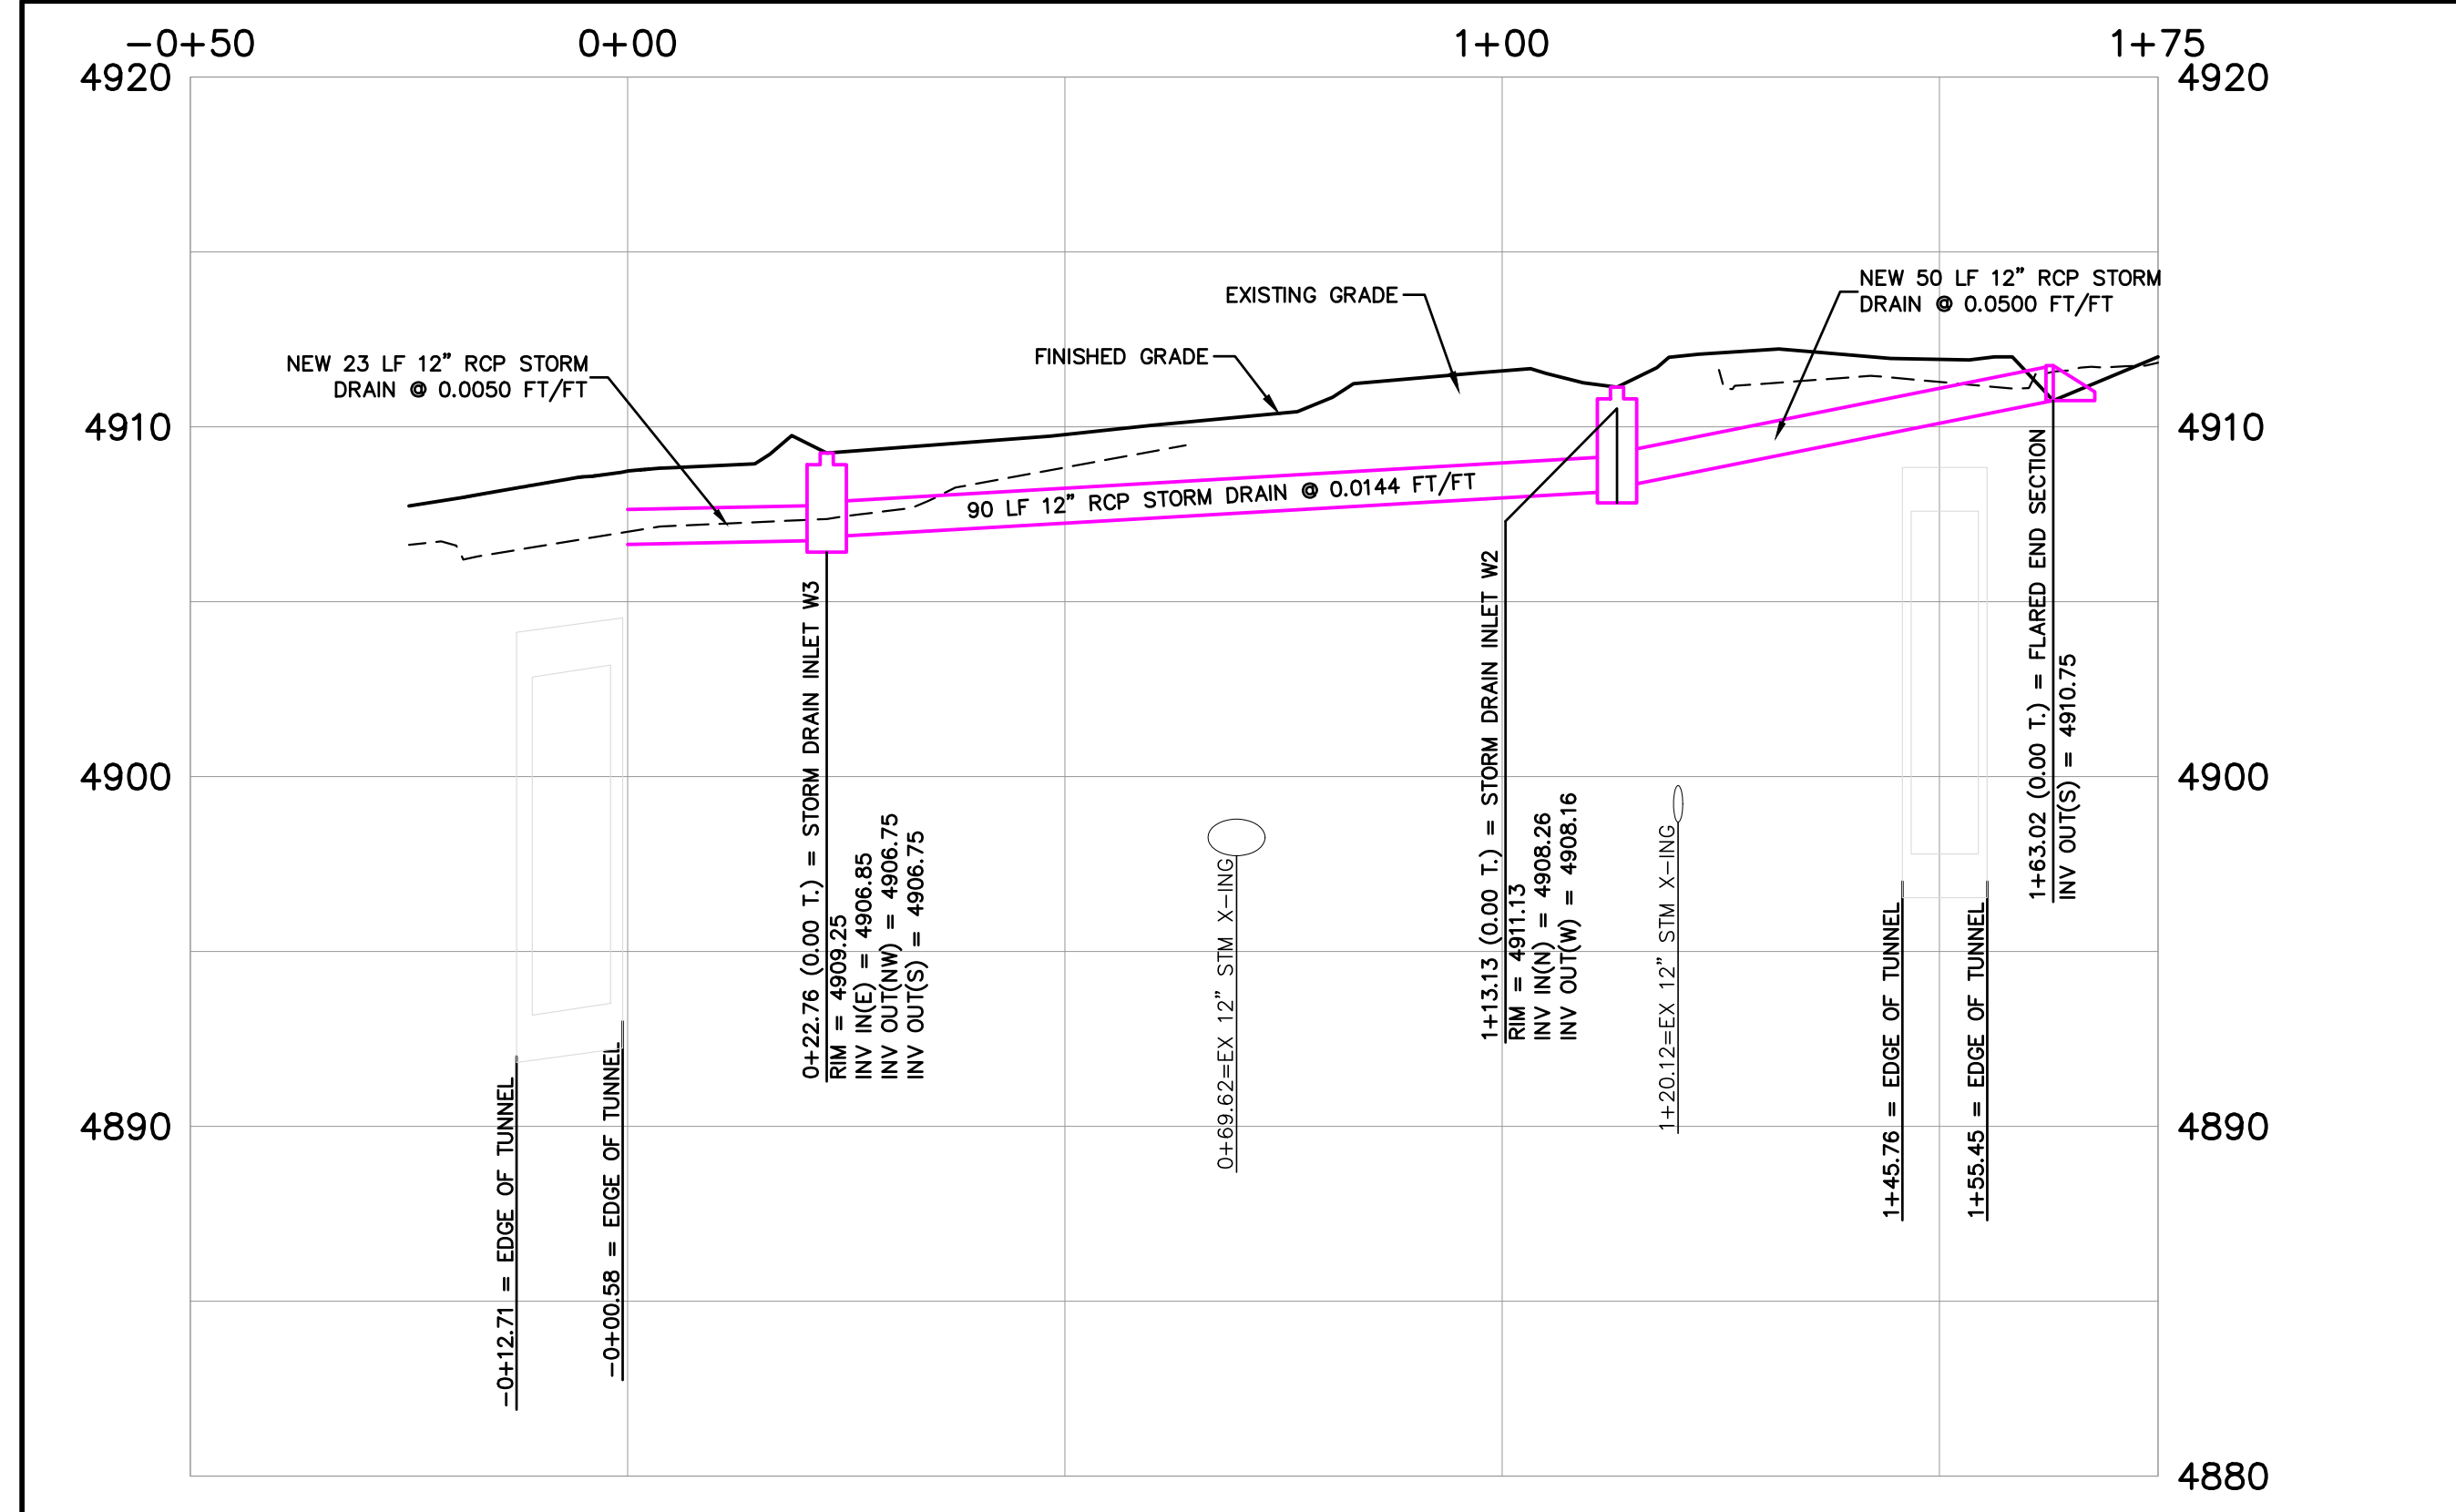 -0+50
0+00
1+00
1+75
4920
4920
EXISTING GRADE
NEW 50 LF 12" RCP STORM
DRAIN @ 0.0500 FT/FT
FINISHED GRADE
NEW 23 LF 12" RCP STORM
DRAIN @ 0.0050 FT/FT
4910
4910
90 LF 12" RCP STORM DRAIN @ 0.0144 FT/FT
4900
4900
4890
4890
4880
-0+12.71 = EDGE OF TUNNEL
-0+00.58 = EDGE OF TUNNEL
0+22.76 (0.00 T.) = STORM DRAIN INLET W3
RIM = 4909.25
INV IN(E) = 4906.85
INV OUT(NW) = 4906.75
INV OUT(S) = 4906.75
0+69.62=EX 12" STM X-ING
1+13.13 (0.00 T.) = STORM DRAIN INLET W2
RIM = 4911.13
INV IN(N) = 4908.26
INV OUT(W) = 4908.16
1+20.12=EX 12" STM X-ING
1+45.76 = EDGE OF TUNNEL
1+55.45 = EDGE OF TUNNEL
1+63.02 (0.00 T.) = FLARED END SECTION
INV OUT(S) = 4910.75